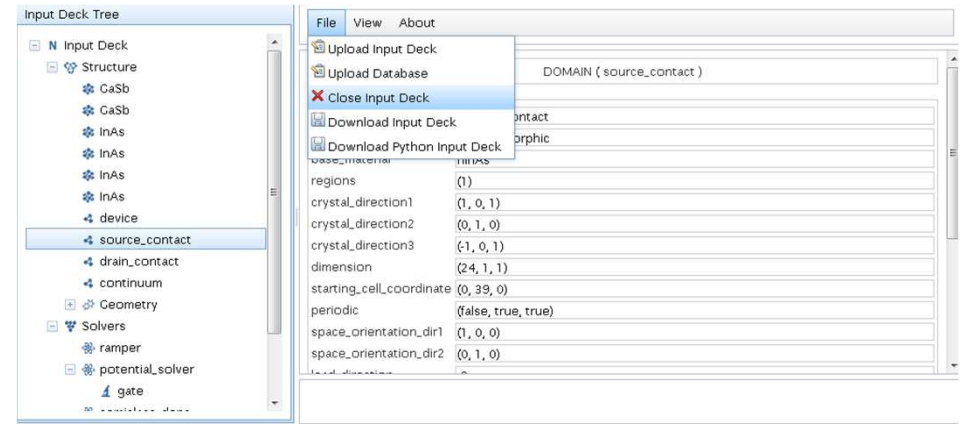 Input Deck Tree
N Input Deck
Structure
GaSb
GaSb
InAs
InAs
InAs
InAs
device
source_contact
drain_contact
continuum
Geometry
Solvers
ramper
potential_solver
gate
File View About
Upload Input Deck
Upload Database
Close Input Deck
Download Input Deck
Download Python Input Deck
DOMAIN ( source_contact )
regions (1)
crystal_direction1 (1, 0, 1)
crystal_direction2 (0, 1, 0)
crystal_direction3 (-1, 0, 1)
dimension (24, 1, 1)
starting_cell_coordinate (0, 39, 0)
periodic (false, true, true)
space_orientation_dir1 (1, 0, 0)
space_orientation_dir2 (0, 1, 0)